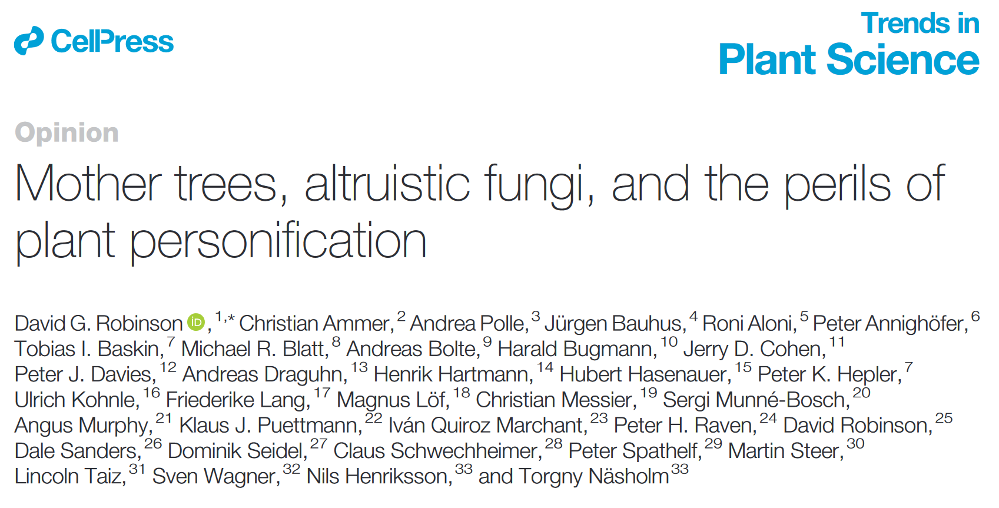 CellPress
Trends in
Plant Science
Opinion
Mother trees, altruistic fungi, and the perils of
plant personification
David G. Robinson iD,1,* Christian Ammer,2 Andrea Polle,3 Jürgen Bauhus,4 Roni Aloni,5 Peter Annighöfer,6
Tobias I. Baskin,7 Michael R. Blatt,8 Andreas Bolte,9 Harald Bugmann,10 Jerry D. Cohen,11
Peter J. Davies,12 Andreas Draguhn,13 Henrik Hartmann,14 Hubert Hasenauer,15 Peter K. Hepler,7
Ulrich Kohnle,16 Friederike Lang,17 Magnus Löf,18 Christian Messier,19 Sergi Munné-Bosch,20
Angus Murphy,21 Klaus J. Puettmann,22 Iván Quiroz Marchant,23 Peter H. Raven,24 David Robinson,25
Dale Sanders,26 Dominik Seidel,27 Claus Schwechheimer,28 Peter Spathelf,29 Martin Steer,30
Lincoln Taiz,31 Sven Wagner,32 Nils Henriksson,33 and Torgny Näsholm33